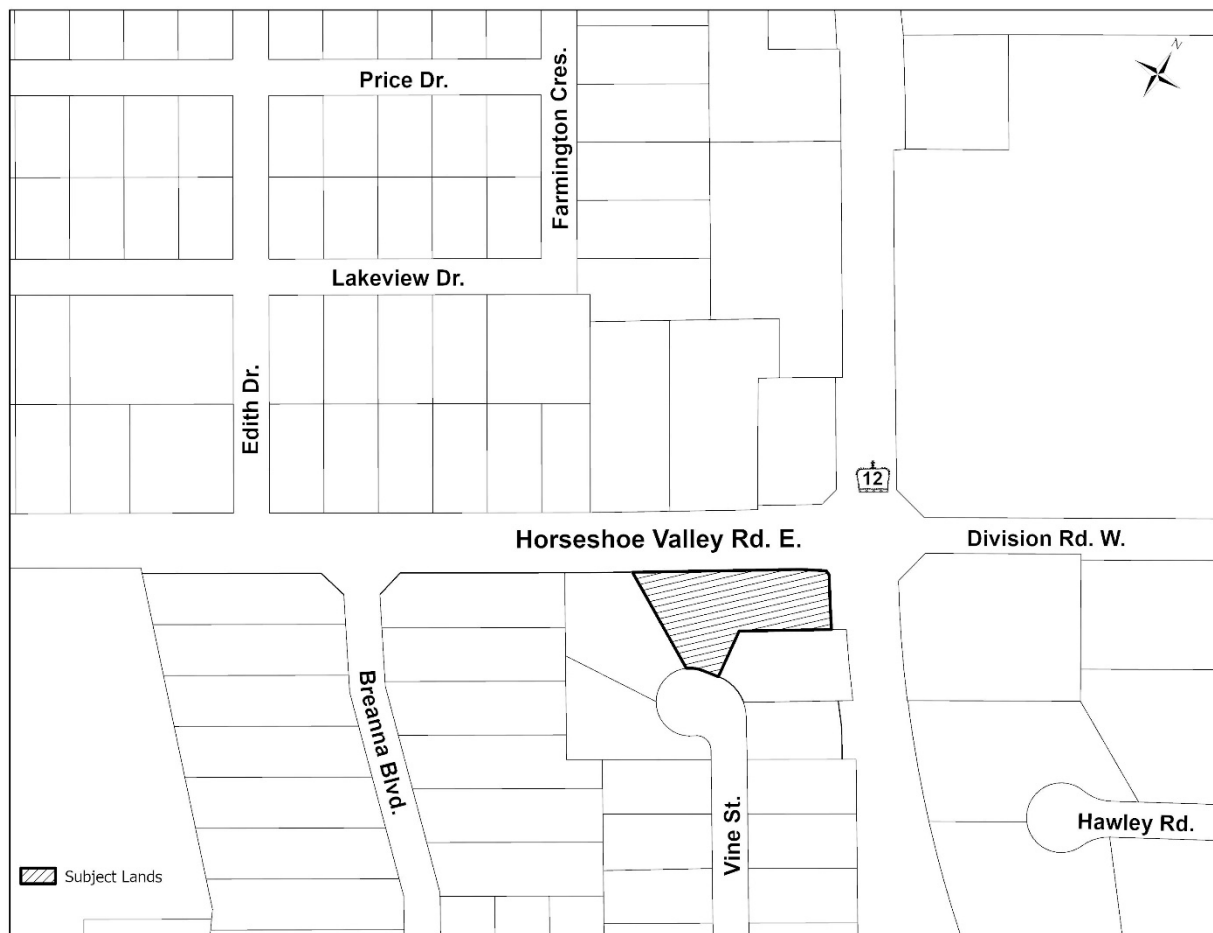 N
Price Dr.
Farmington Cres.
Lakeview Dr.
Edith Dr.
12
Horseshoe Valley Rd. E.
Division Rd. W.
Breanna Blvd.
Vine St.
Hawley Rd.
Subject Lands